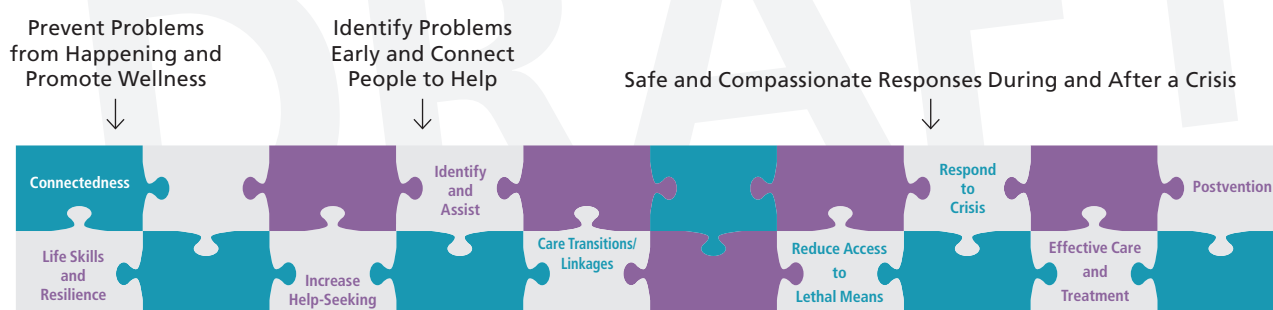 DRAFT
Prevent Problems
from Happening and
Promote Wellness
Identify Problems
Early and Connect
People to Help
Safe and Compassionate Responses During and After a Crisis
Connectedness
Life Skills
and
Resilience
Increase
Help-Seeking
Identify
and
Assist
Care Transitions/
Linkages
Reduce Access
to
Lethal Means
Respond
to
Crisis
Effective Care
and
Treatment
Postvention